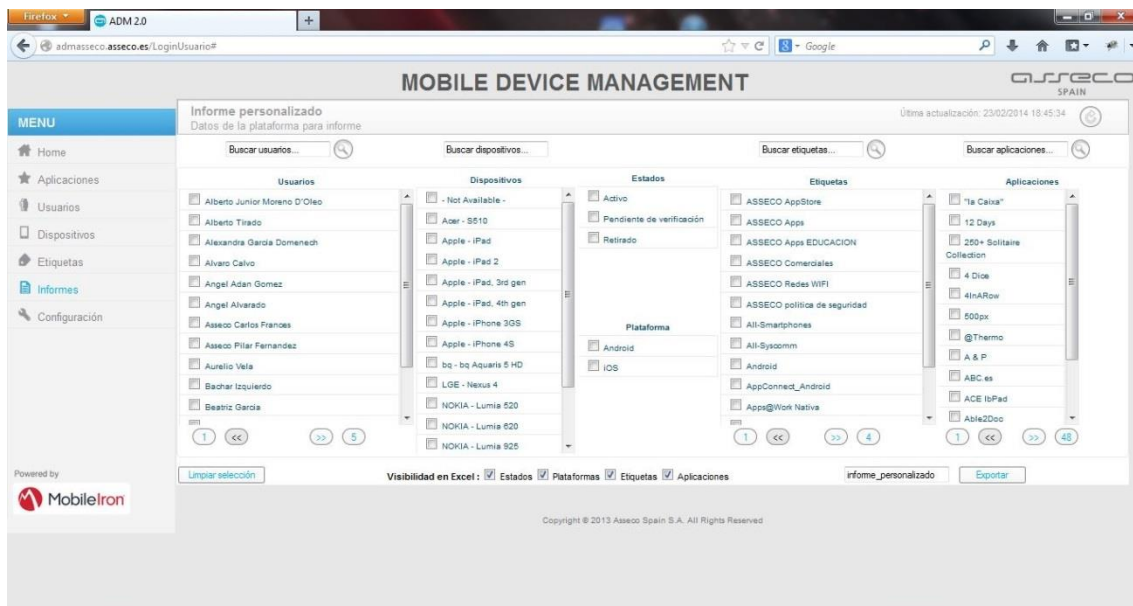 Firefox
ADM 2.0
admasseco.asseco.es/LoginUsuario#
Google
MOBILE DEVICE MANAGEMENT
asseco
SPAIN
MENU
Home
Aplicaciones
Usuarios
Dispositivos
Etiquetas
Informes
Configuración
Powered by
MobileIron
Informe personalizado
Datos de la plataforma para informe
Última actualización: 23/02/2014 18:45:34
Buscar usuarios...
Buscar dispositivos...
Buscar etiquetas...
Buscar aplicaciones...
Usuarios
Alberto Junior Moreno D'Oleo
Alberto Tirado
Alexandra Garcia Domenech
Alvaro Calvo
Angel Adan Gomez
Angel Alvarado
Asseco Carlos Frances
Asseco Pilar Fernandez
Aurelio Vela
Bachar Izquierdo
Beatriz Garcia
1 << >> 5
Dispositivos
- Not Available -
Acer - S510
Apple - iPad
Apple - iPad 2
Apple - iPad, 3rd gen
Apple - iPad, 4th gen
Apple - iPhone 3GS
Apple - iPhone 4S
bq - bq Aquaris 5 HD
LGE - Nexus 4
NOKIA - Lumia 520
NOKIA - Lumia 620
NOKIA - Lumia 925
Estados
Activo
Pendiente de verificación
Retirado
Plataforma
Android
iOS
Etiquetas
ASSECO AppStore
ASSECO Apps
ASSECO Apps EDUCACION
ASSECO Comerciales
ASSECO Redes WIFI
ASSECO politica de seguridad
All-Smartphones
All-Syscomm
Android
AppConnect_Android
Apps@Work Nativa
1 << >> 4
Aplicaciones
"la Caixa"
12 Days
250+ Solitaire
Collection
4 Dice
4InARow
500px
@Thermo
A & P
ABC.es
ACE IbPad
Able2Doc
1 << >> 48
Limpiar selección
Visibilidad en Excel : Estados Plataformas Etiquetas Aplicaciones
informe_personalizado
Exportar
Copyright © 2013 Asseco Spain S.A. All Rights Reserved